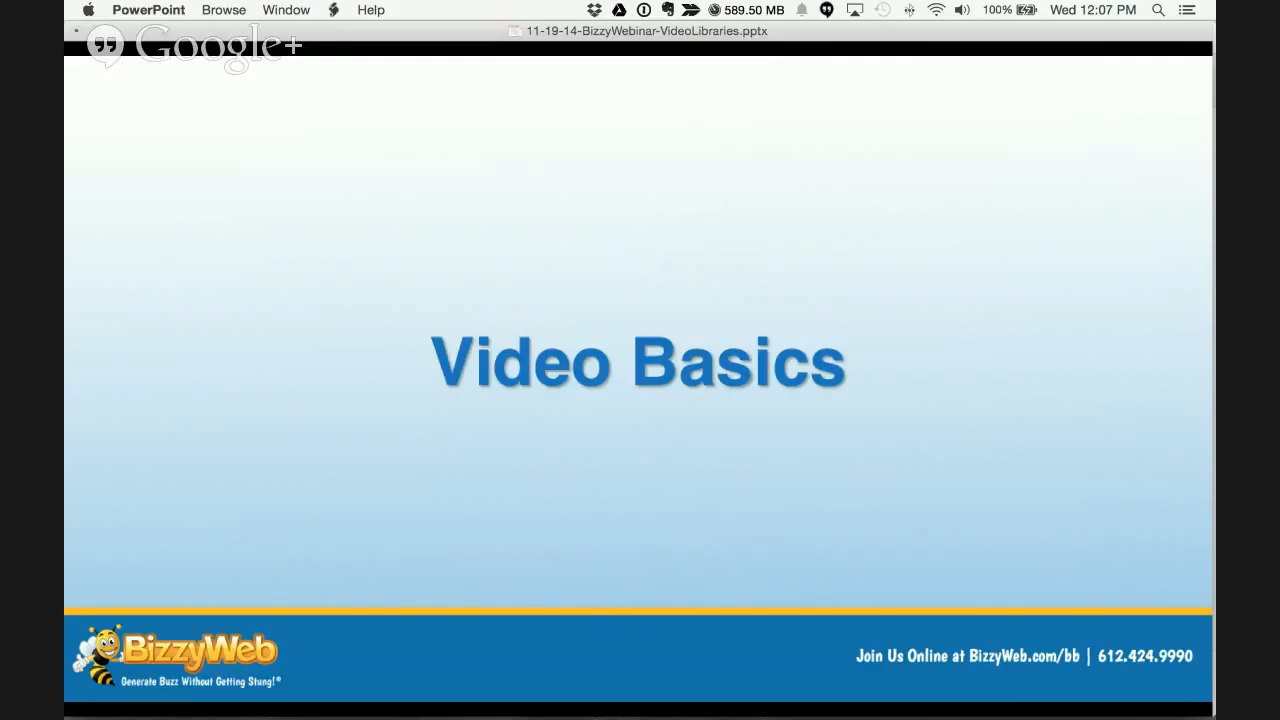 PowerPoint Browse Window Help 589.50 MB 100% Wed 12:07 PM
11-19-14-BizzyWebinar-VideoLibraries.pptx
Google+
Video Basics
BizzyWeb
Generate Buzz Without Getting Stung!®
Join Us Online at BizzyWeb.com/bb | 612.424.9990